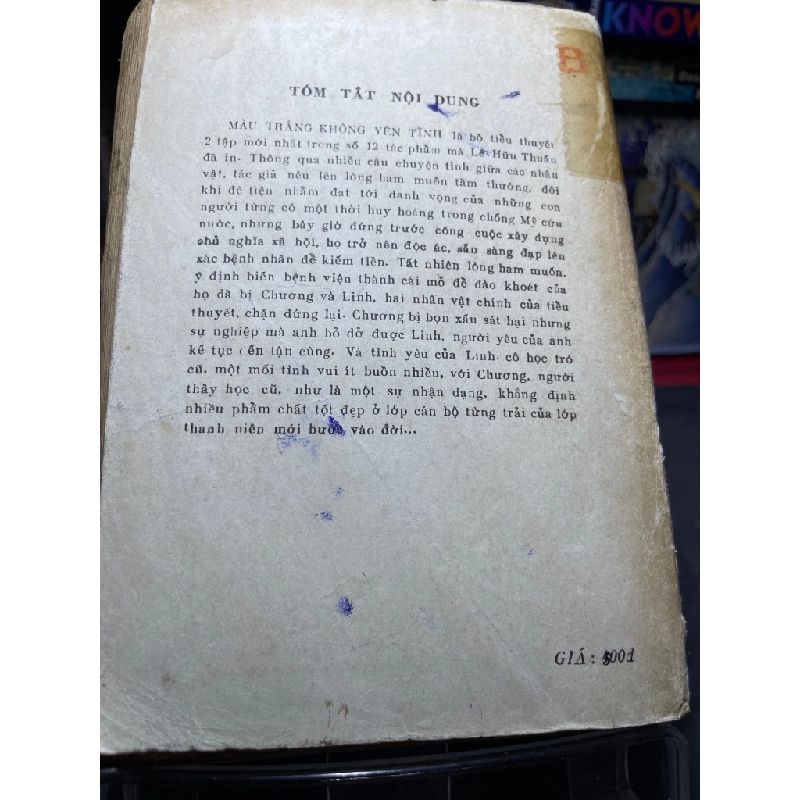 KNOW
TÓM TẮT NỘI DUNG
MÀU TRẮNG KHÔNG YÊN TĨNH là bộ tiểu thuyết
2 tập mới nhất trong số 12 tác phẩm mà Lê Hữu Thuấn
đã in. Thông qua nhiều câu chuyện tình giữa các nhân
vật, tác giả nêu lên lòng ham muốn tầm thường, đôi
khi đê tiện nhằm đạt tới danh vọng của những con
người từng có một thời huy hoàng trong chống Mỹ cứu
nước, nhưng bây giờ đứng trước công cuộc xây dựng
chủ nghĩa xã hội, họ trở nên độc ác, sẵn sàng đạp lên
xác bệnh nhân để kiếm tiền. Tất nhiên lòng ham muốn,
ý định biến bệnh viện thành cái mỏ để đào khoét của
họ đã bị Chương và Linh, hai nhân vật chính của tiểu
thuyết, chặn đứng lại. Chương bị bọn xấu sát hại nhưng
sự nghiệp mà anh bỏ dở được Linh, người yêu của anh
kế tục đến tận cùng. Và tình yêu của Linh cô học trò
cũ, một mối tình vui ít buồn nhiều, với Chương, người
thầy học cũ, như là một sự nhận dạng, khẳng định
nhiều phẩm chất tốt đẹp ở lớp cán bộ từng trải của lớp
thanh niên mới bước vào đời...
GIÁ: